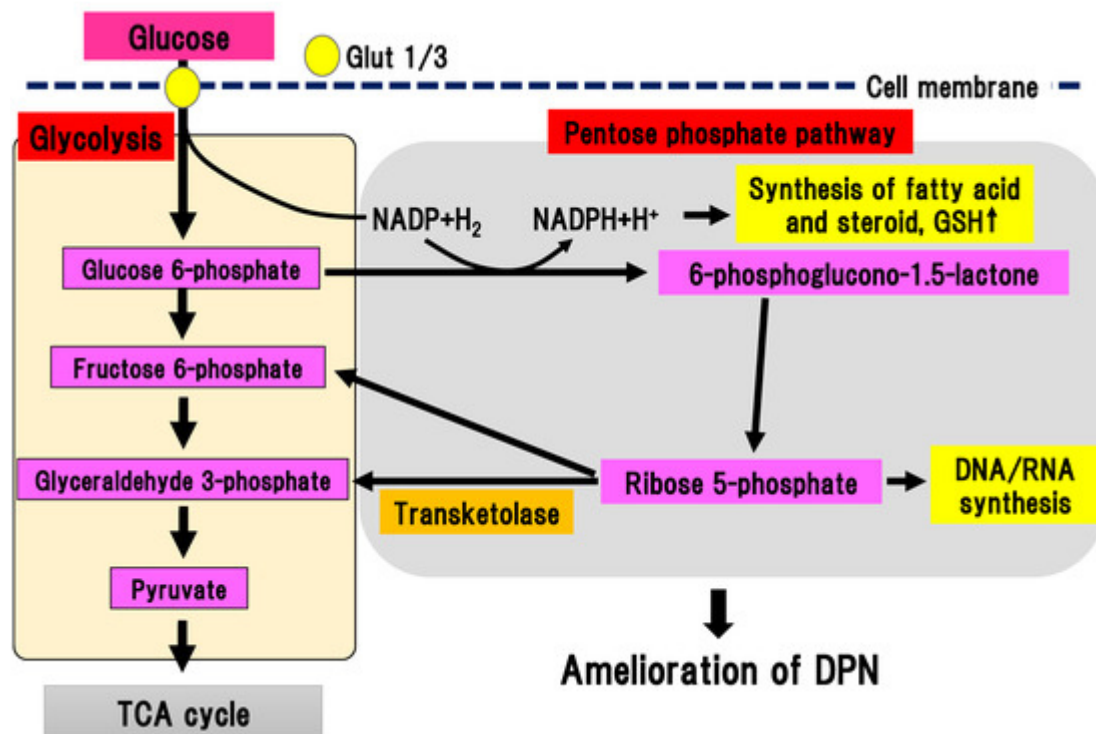 Glucose
Glut 1/3
Cell membrane
Glycolysis
Pentose phosphate pathway
NADP+H₂
NADPH+H⁺
Synthesis of fatty acid
and steroid, GSH↑
Glucose 6-phosphate
6-phosphoglucono-1.5-lactone
Fructose 6-phosphate
Glyceraldehyde 3-phosphate
Transketolase
Ribose 5-phosphate
DNA/RNA
synthesis
Pyruvate
Amelioration of DPN
TCA cycle